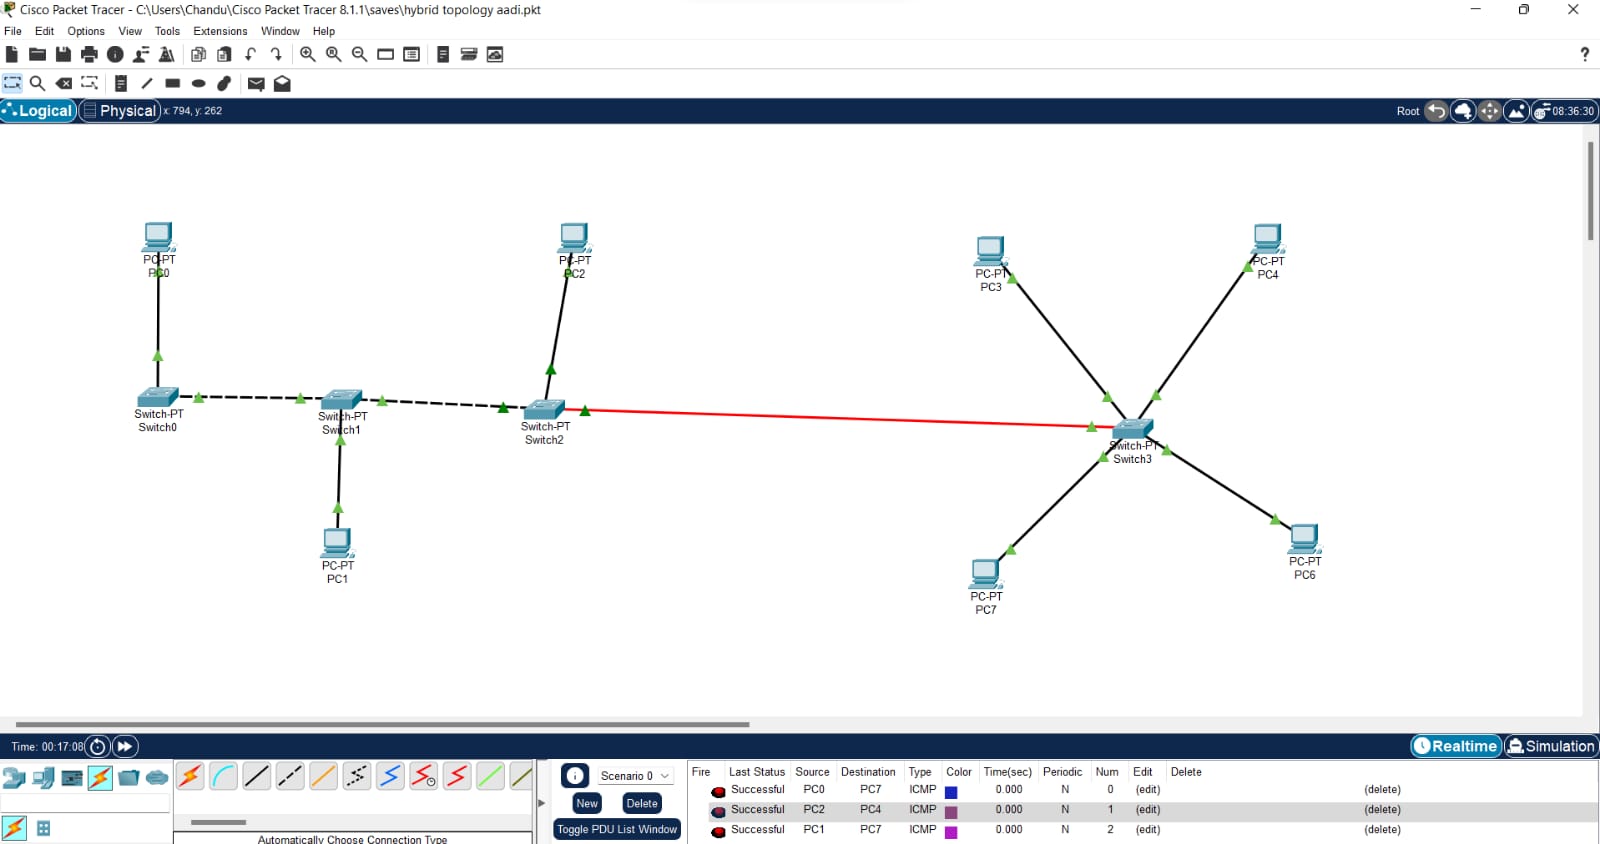 Cisco Packet Tracer - C:\Users\Chandu\Cisco Packet Tracer 8.1.1\saves\hybrid topology aadi.pkt
File Edit Options View Tools Extensions Window Help
?
Logical Physical x: 794, y: 262 Root 08:36:30
PC-PT
PC0
PC-PT
PC2
PC-PT
PC3
PC-PT
PC4
Switch-PT
Switch0
Switch-PT
Switch1
Switch-PT
Switch2
Switch-PT
Switch3
PC-PT
PC1
PC-PT
PC7
PC-PT
PC6
Time: 00:17:08 Realtime Simulation
Scenario 0
New Delete
Toggle PDU List Window
Automatically Choose Connection Type
Fire Last Status Source Destination Type Color Time(sec) Periodic Num Edit Delete
Successful PC0 PC7 ICMP 0.000 N 0 (edit) (delete)
Successful PC2 PC4 ICMP 0.000 N 1 (edit) (delete)
Successful PC1 PC7 ICMP 0.000 N 2 (edit) (delete)